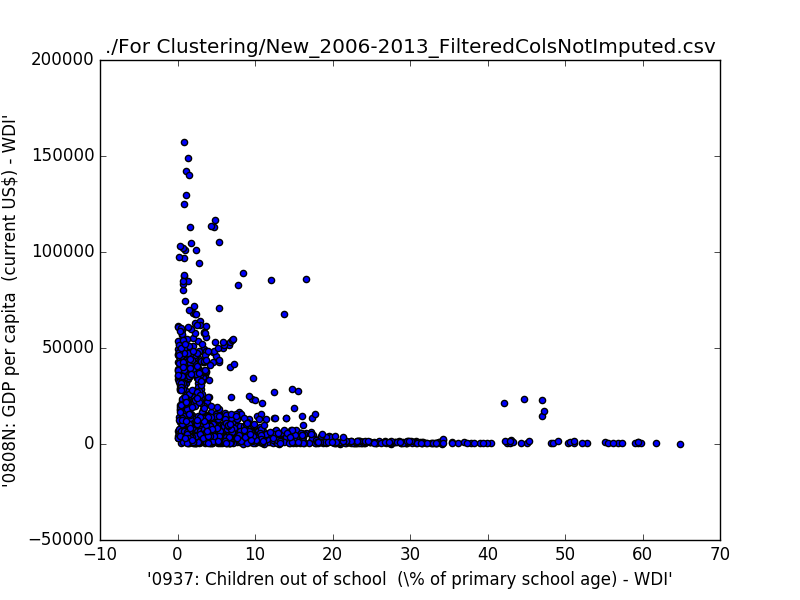 ./For Clustering/New_2006-2013_FilteredColsNotImputed.csv
200000
150000
100000
50000
0
−50000
'0808N: GDP per capita  (current US$) - WDI'
−10 0 10 20 30 40 50 60 70
'0937: Children out of school  (\% of primary school age) - WDI'